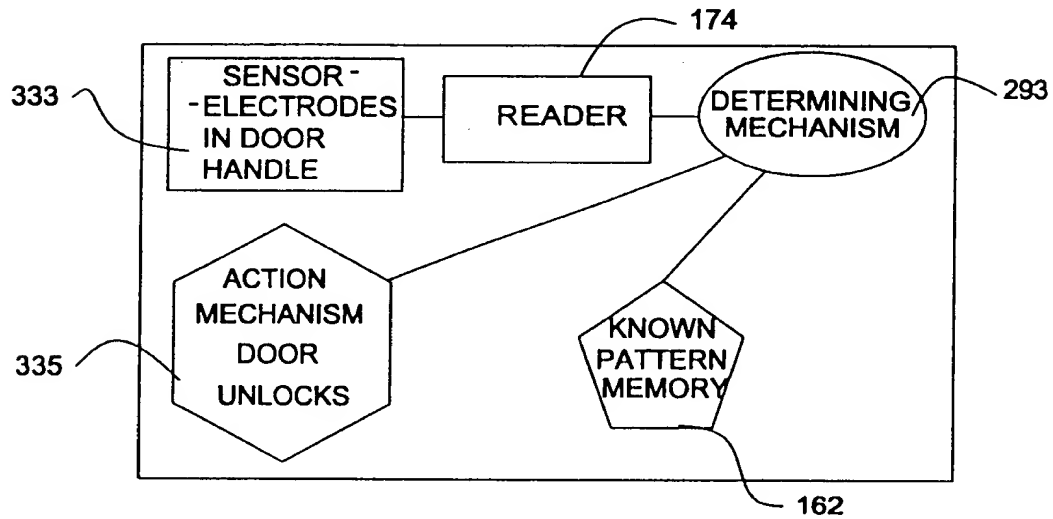 174
333
SENSOR -
-ELECTRODES
IN DOOR
HANDLE
READER
DETERMINING
MECHANISM
293
ACTION
MECHANISM
DOOR
UNLOCKS
335
KNOWN
PATTERN
MEMORY
162